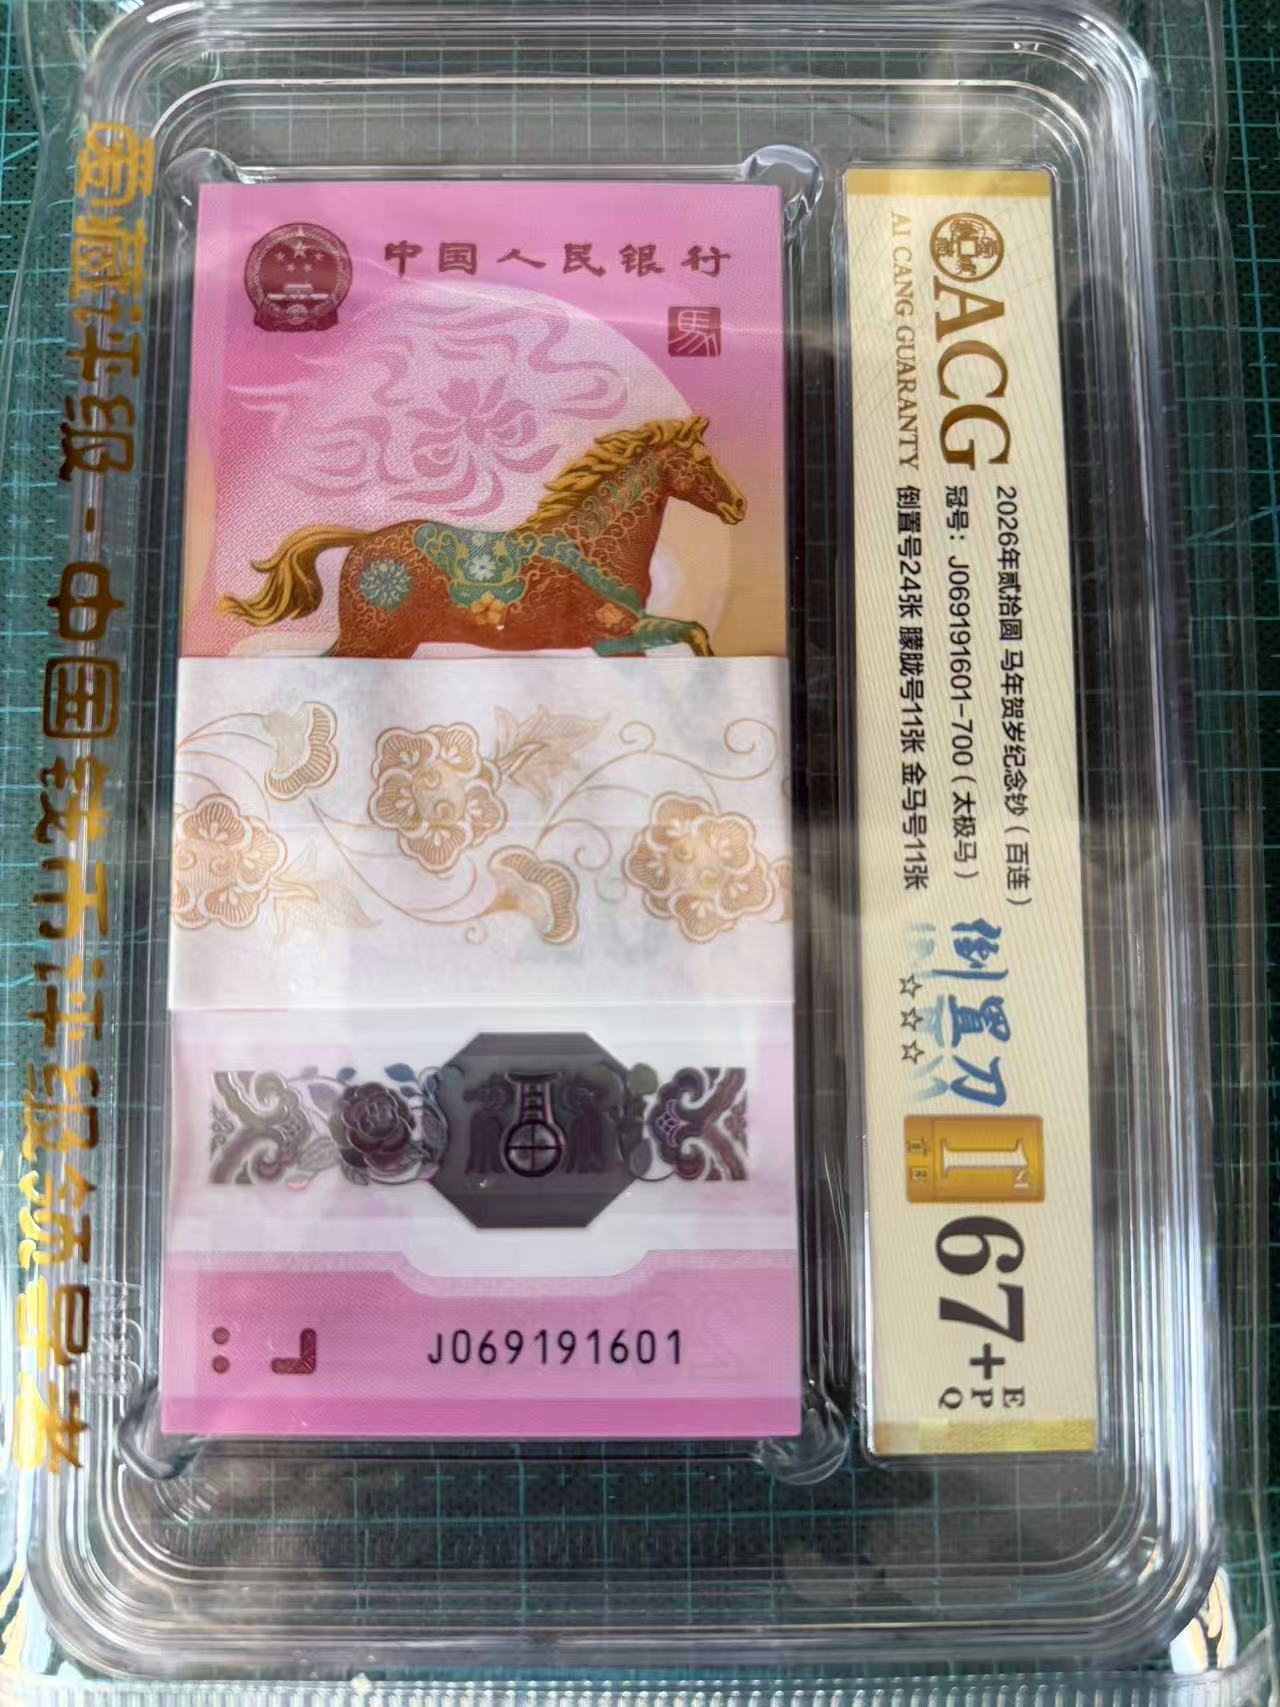 中国人民银行
馬
J069191601
ACG
AI CANG GUARANTY
2026年贰拾圆 马年贺岁纪念钞（百连）
冠号：J069191601-700（太极马）
倒置号24张 朦胧号11张 金马号11张
倒置刀
☆☆☆
1
67+
EPQ
爱藏评级·中国钱币评级领导者